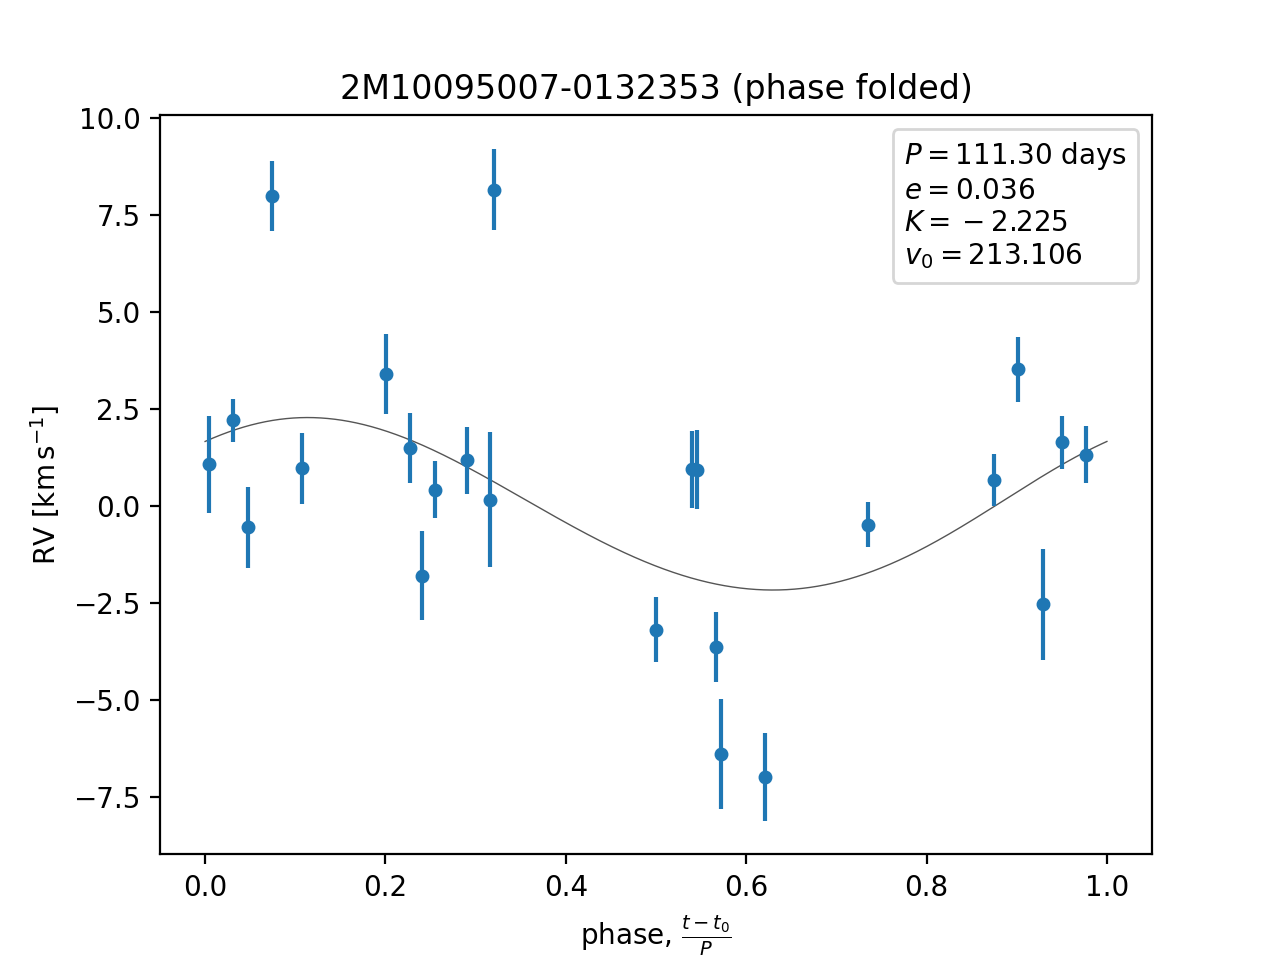 2M10095007-0132353 (phase folded)
P = 111.30 days
e = 0.036
K = −2.225
v₀ = 213.106
10.0
7.5
5.0
2.5
0.0
−2.5
−5.0
−7.5
RV [km s⁻¹]
0.0 0.2 0.4 0.6 0.8 1.0
phase, (t − t₀)/P